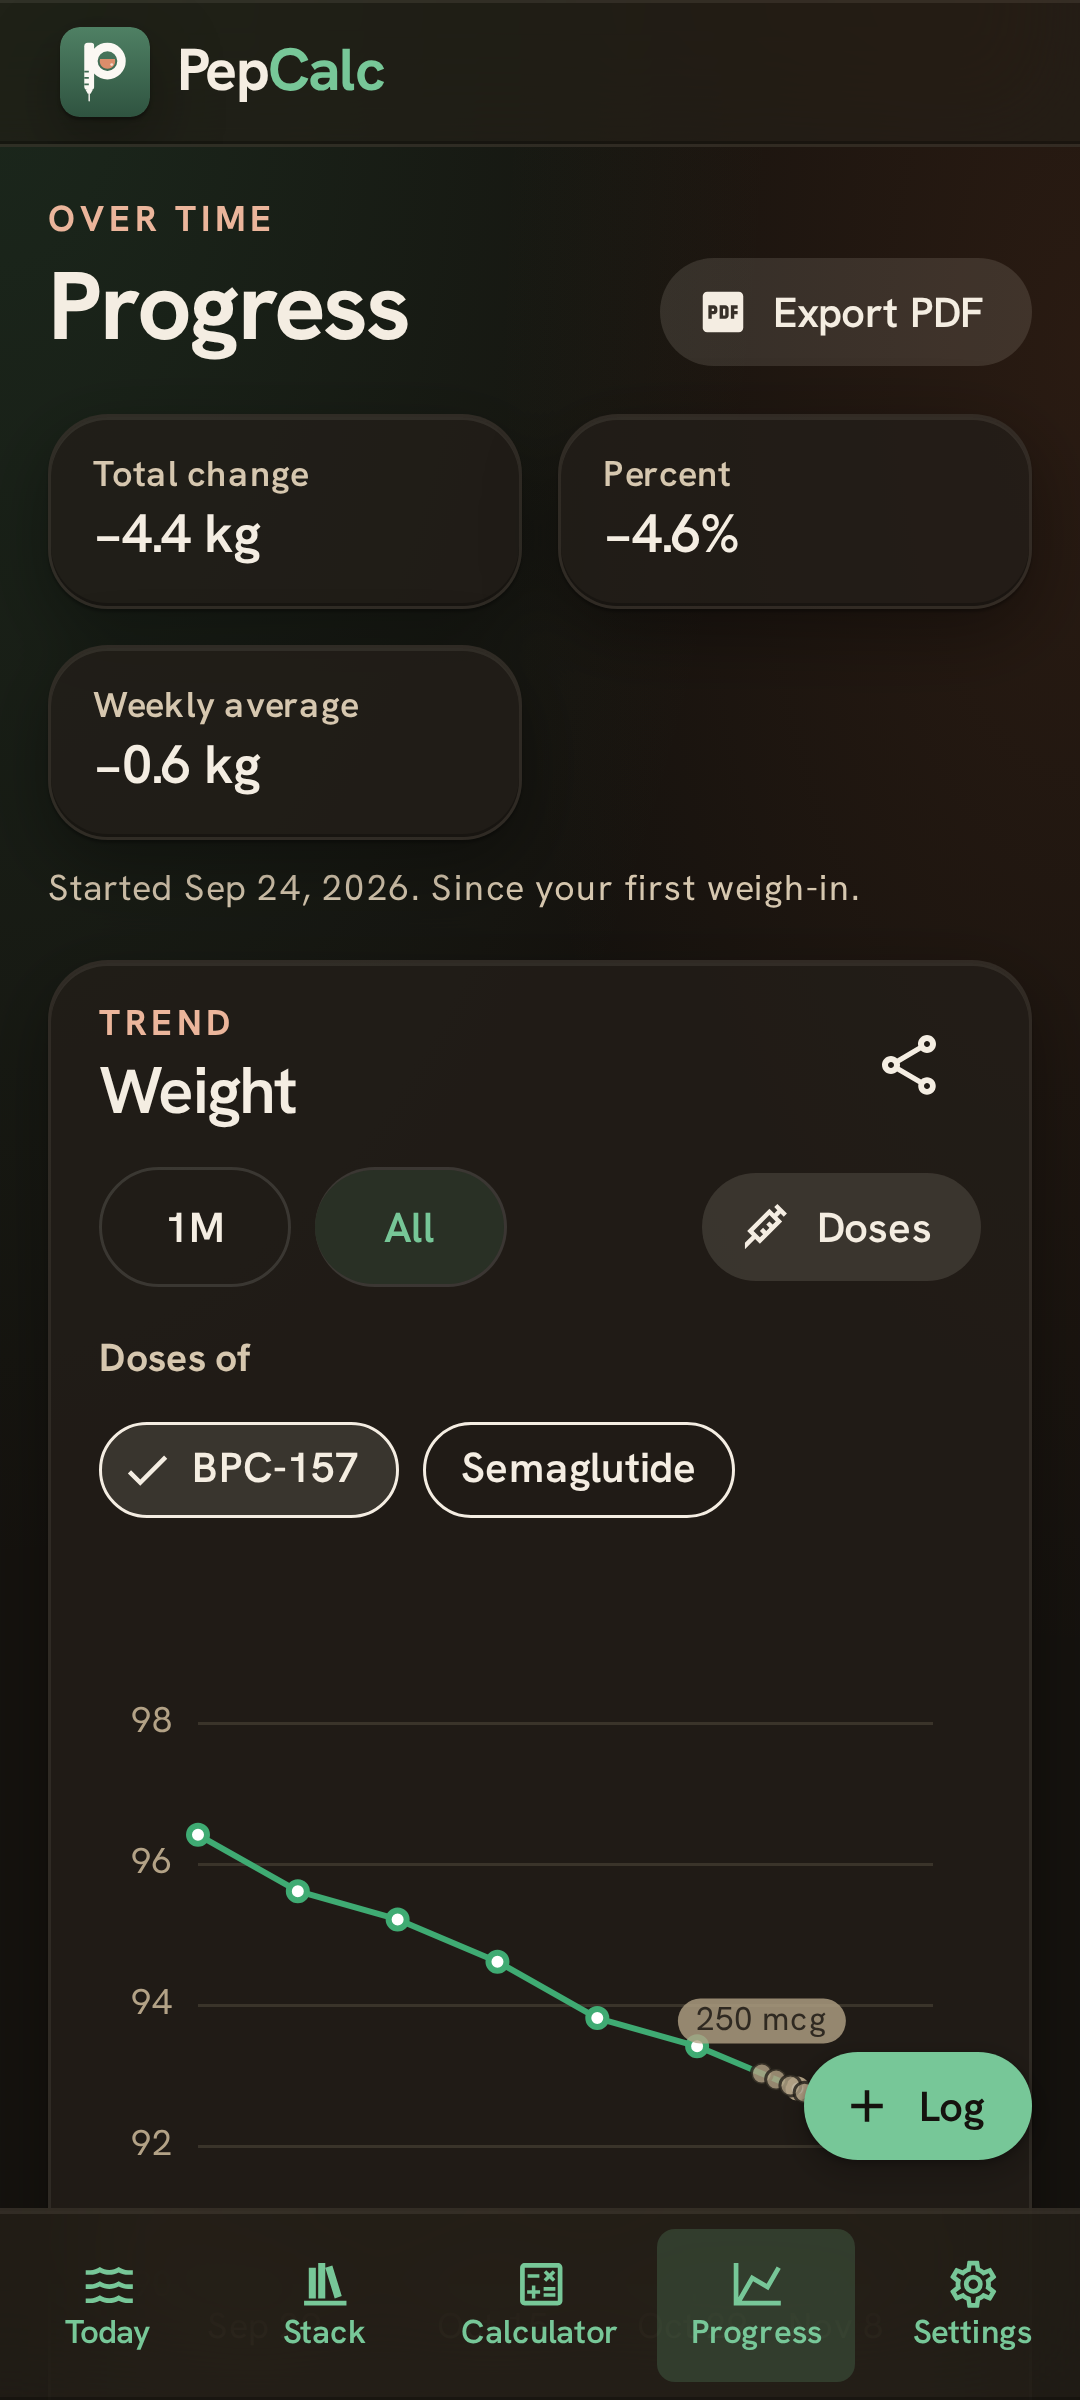 PepCalc
OVER TIME
Progress
PDF Export PDF
Total change
–4.4 kg
Percent
–4.6%
Weekly average
–0.6 kg
Started Sep 24, 2026. Since your first weigh-in.
TREND
Weight
1M
All
Doses
Doses of
BPC-157
Semaglutide
98
96
94
250 mcg
92
+ Log
Today
Stack
Calculator
Progress
Settings